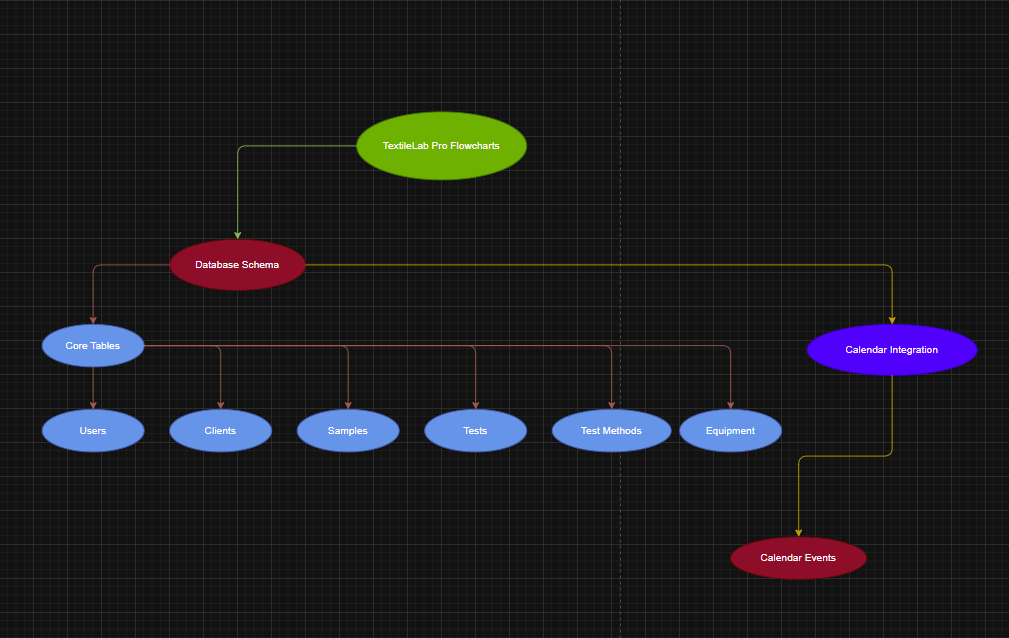 TextileLab Pro Flowcharts
Database Schema
Core Tables
Calendar Integration
Users
Clients
Samples
Tests
Test Methods
Equipment
Calendar Events